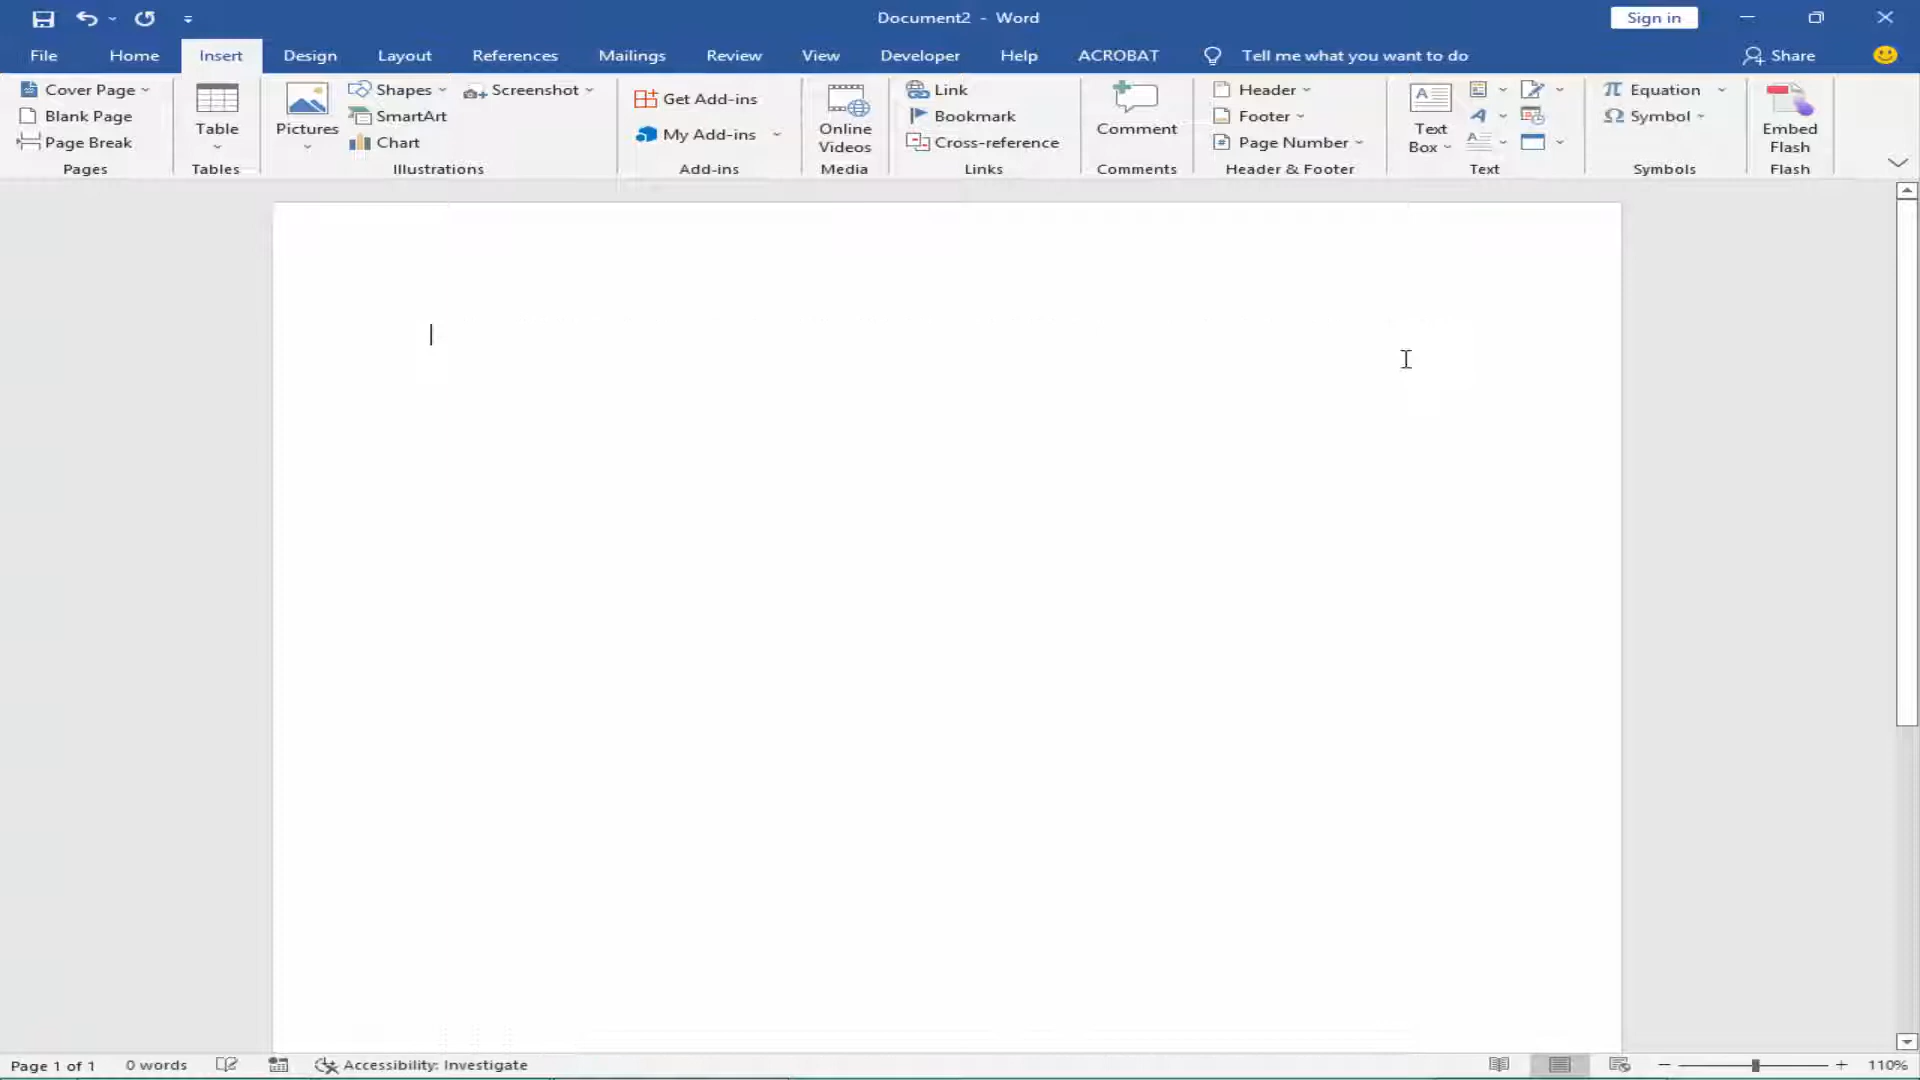 Document2 - Word
Sign in
File Home Insert Design Layout References Mailings Review View Developer Help ACROBAT Tell me what you want to do Share
Cover Page
Blank Page
Page Break
Pages
Table
Tables
Pictures
Shapes
SmartArt
Chart
Screenshot
Illustrations
Get Add-ins
My Add-ins
Add-ins
Online
Videos
Media
Link
Bookmark
Cross-reference
Links
Comment
Comments
Header
Footer
Page Number
Header & Footer
Text
Box
Text
Equation
Symbol
Symbols
Embed
Flash
Flash
Page 1 of 1 0 words Accessibility: Investigate 110%